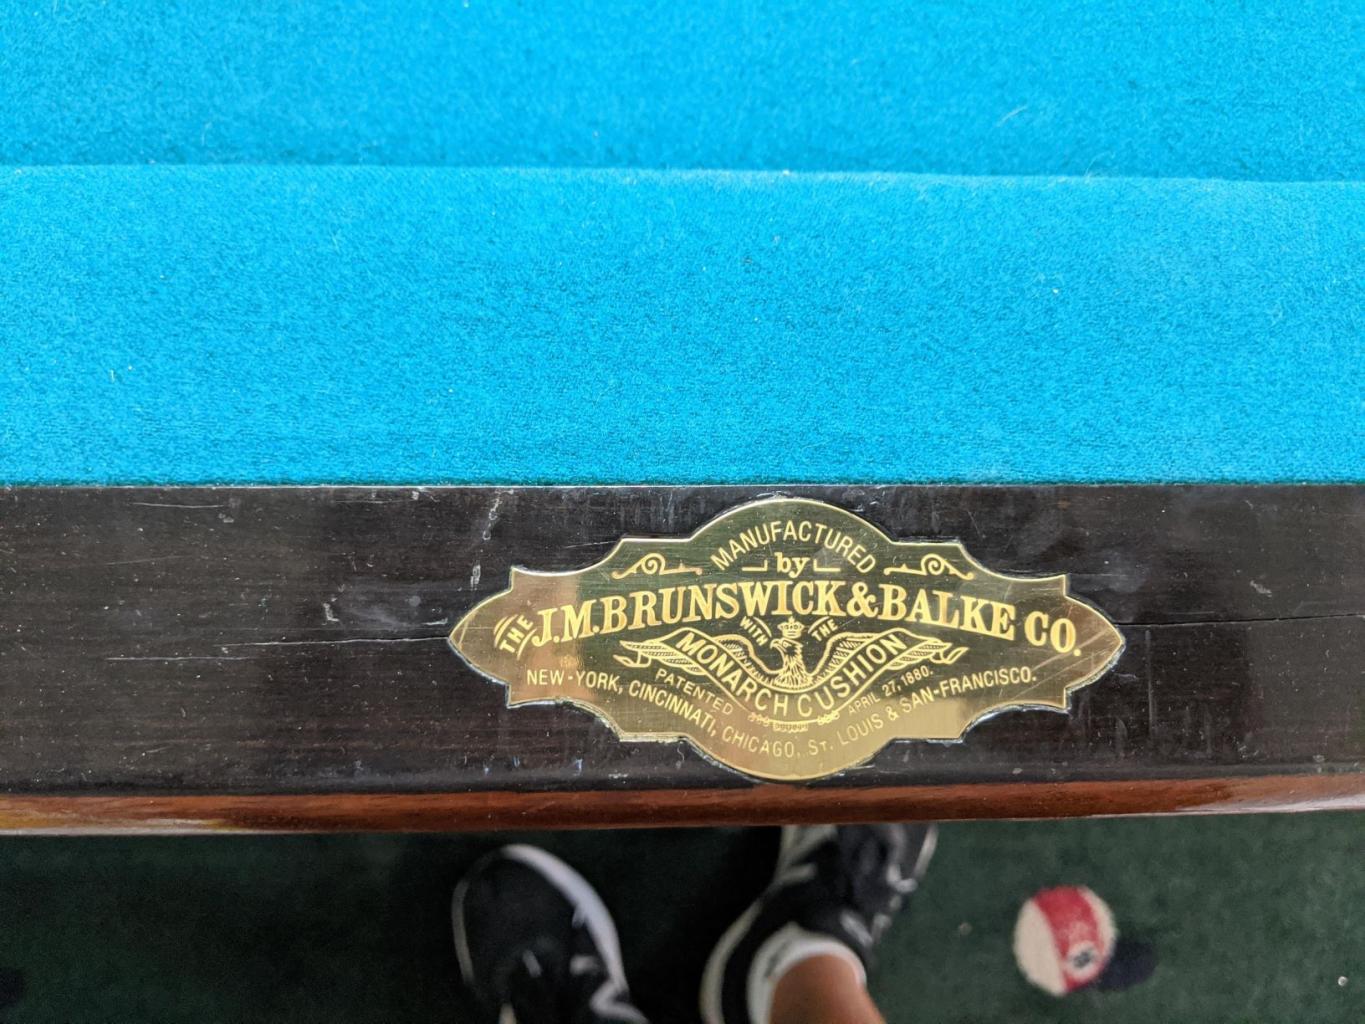 MANUFACTURED
by
THE J.M.BRUNSWICK & BALKE CO.
WITH THE
MONARCH CUSHION
PATENTED APRIL 27, 1880.
NEW-YORK, CINCINNATI, CHICAGO, ST. LOUIS & SAN-FRANCISCO.